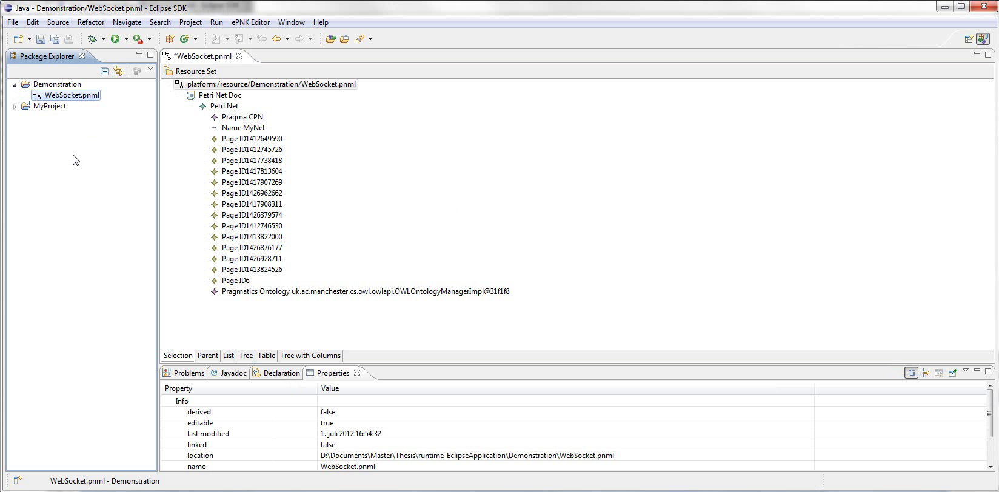 Java - Demonstration/WebSocket.pnml - Eclipse SDK
File Edit Source Refactor Navigate Search Project Run ePNK Editor Window Help
Package Explorer
Demonstration
WebSocket.pnml
MyProject
*WebSocket.pnml
Resource Set
platform:/resource/Demonstration/WebSocket.pnml
Petri Net Doc
Petri Net
Pragma CPN
Name MyNet
Page ID1412649590
Page ID1412745726
Page ID1417738418
Page ID1417813604
Page ID1417907269
Page ID1426962662
Page ID1417908311
Page ID1426379574
Page ID1412746530
Page ID1413822000
Page ID1426876177
Page ID1426928711
Page ID1413824526
Page ID6
Pragmatics Ontology uk.ac.manchester.cs.owl.owlapi.OWLOntologyManagerImpl@31f1f8
Selection Parent List Tree Table Tree with Columns
Problems @ Javadoc Declaration Properties
Property Value
Info
derived false
editable true
last modified 1. juli 2012 16:54:32
linked false
location D:\Documents\Master\Thesis\runtime-EclipseApplication\Demonstration\WebSocket.pnml
name WebSocket.pnml
WebSocket.pnml - Demonstration